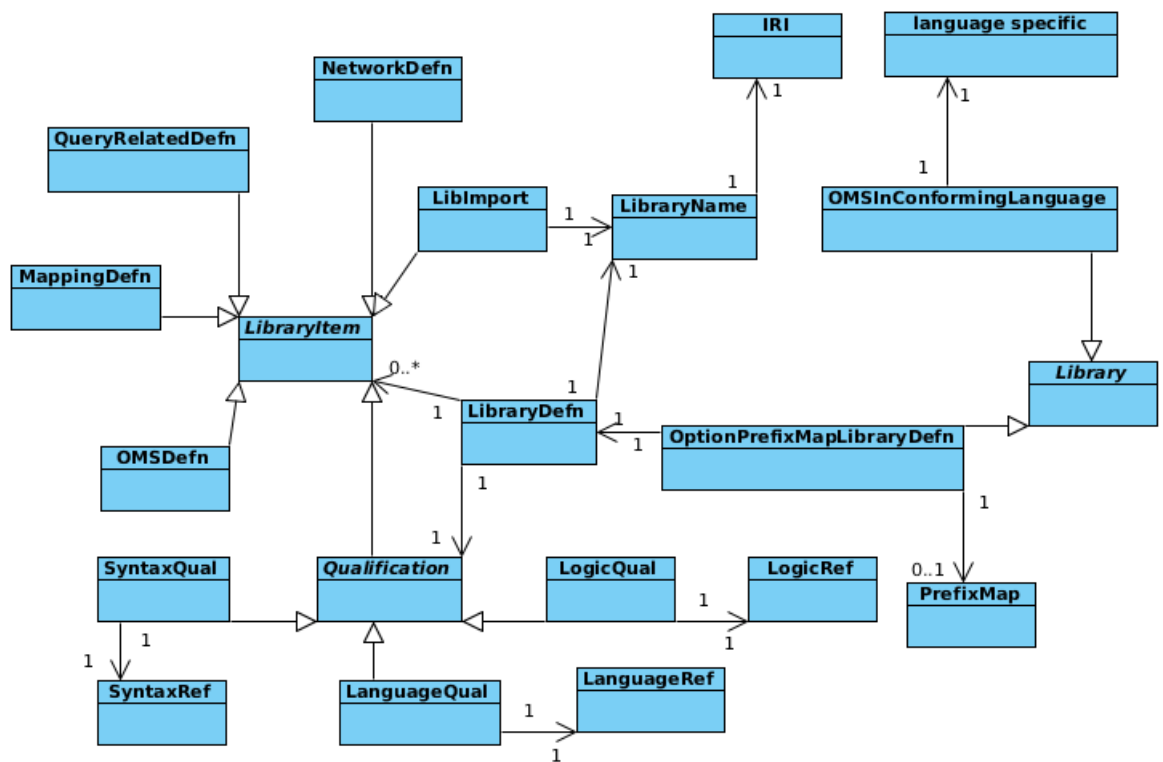 IRI
language specific
NetworkDefn
1
1
QueryRelatedDefn
1
1
LibImport
LibraryName
OMSInConformingLanguage
1
1
MappingDefn
1
LibraryItem
0..*
Library
1
1
LibraryDefn
1
1
OptionPrefixMapLibraryDefn
OMSDefn
1
1
1
SyntaxQual
Qualification
LogicQual
LogicRef
0..1
PrefixMap
1
1
1
1
SyntaxRef
LanguageQual
LanguageRef
1
1